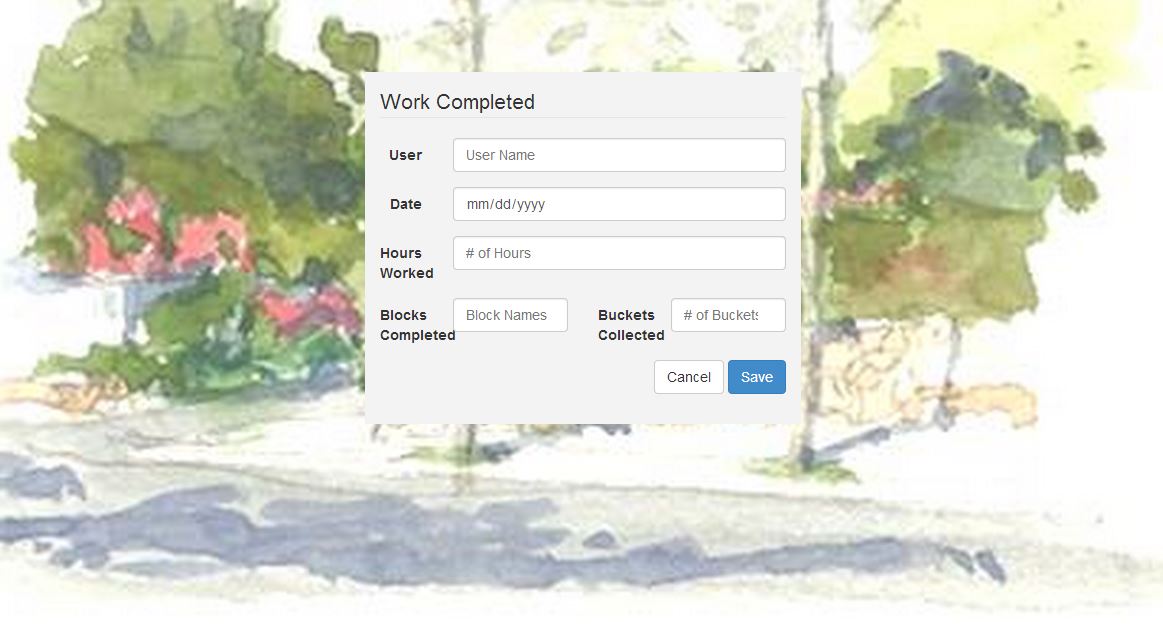 Work Completed
User User Name
Date mm/dd/yyyy
Hours Worked # of Hours
Blocks Completed Block Names Buckets Collected # of Buckets
Cancel Save